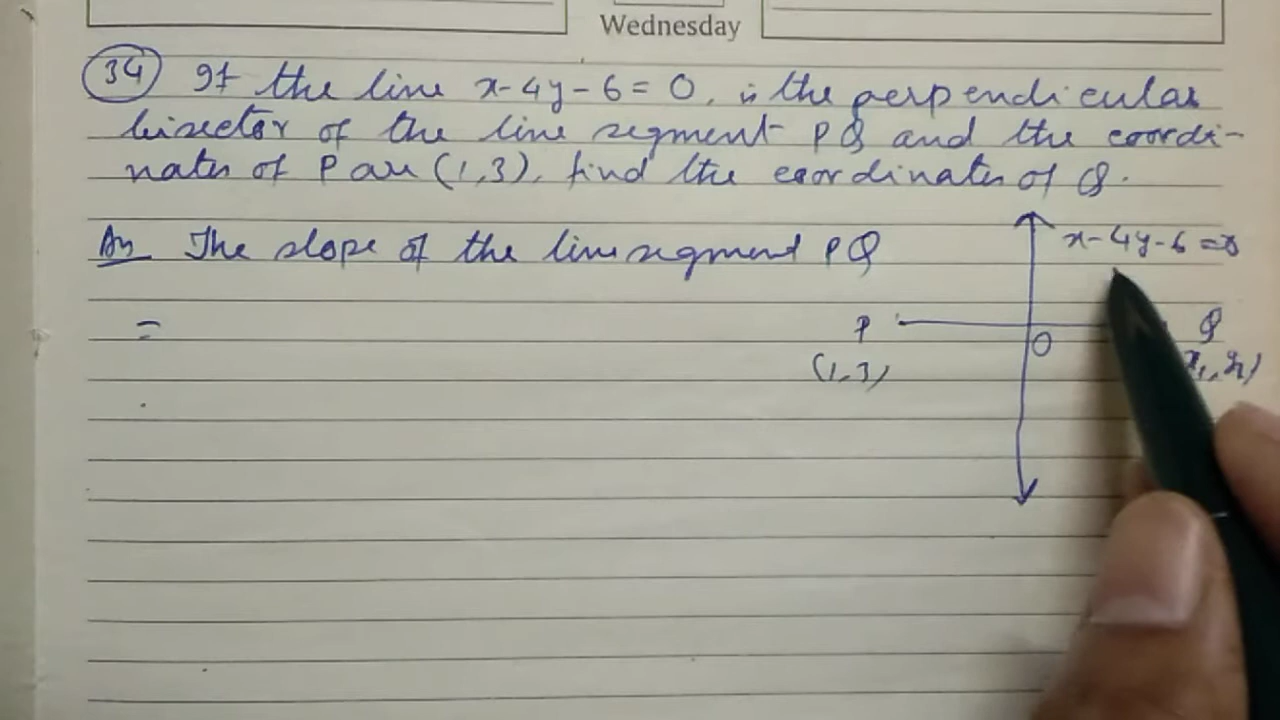 Wednesday
34 If the line x-4y-6=0, is the perpendicular
bisector of the line segment PQ and the coordi-
nates of P are (1,3), find the coordinates of Q.
Ans The slope of the line segment PQ
x-4y-6=0
=
P
Q
O
(1,3)